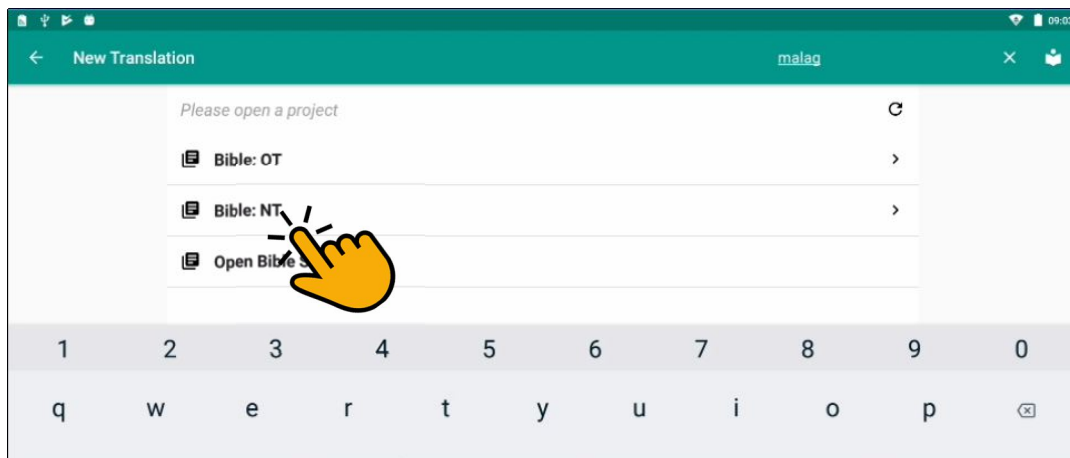 09:03
New Translation
malag
Please open a project
Bible: OT
Bible: NT
Open Bible S
1 2 3 4 5 6 7 8 9 0
q w e r t y u i o p